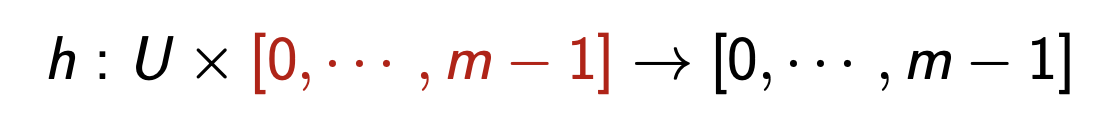 h : U × [0, ⋯ , m − 1] → [0, ⋯ , m − 1]